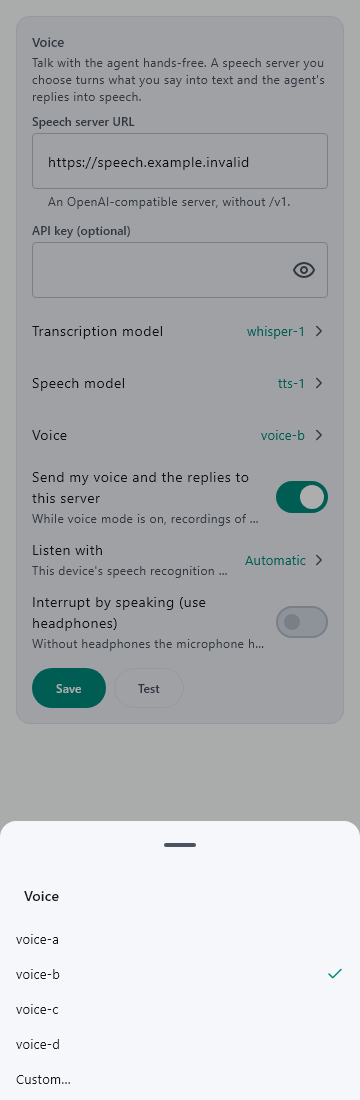 Voice
Talk with the agent hands-free. A speech server you
choose turns what you say into text and the agent's
replies into speech.
Speech server URL
https://speech.example.invalid
An OpenAI-compatible server, without /v1.
API key (optional)
Transcription model whisper-1
Speech model tts-1
Voice voice-b
Send my voice and the replies to
this server
While voice mode is on, recordings of ...
Listen with
Automatic
This device's speech recognition ...
Interrupt by speaking (use
headphones)
Without headphones the microphone h...
Save Test
Voice
voice-a
voice-b
voice-c
voice-d
Custom...